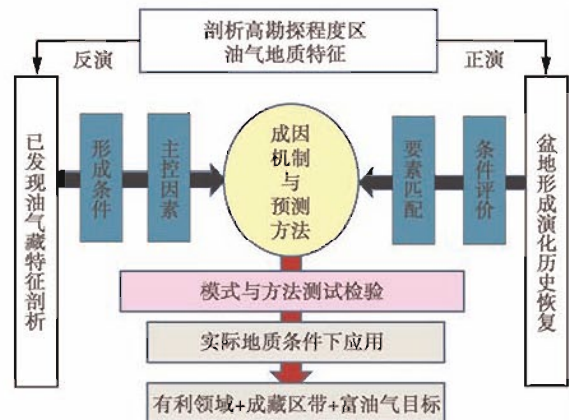 剖析高勘探程度区
油气地质特征
反演
正演
已发现油气藏特征剖析
形成条件
主控因素
成因
机制
与
预测
方法
要素匹配
条件评价
盆地形成演化历史恢复
模式与方法测试检验
实际地质条件下应用
有利领域+成藏区带+富油气目标